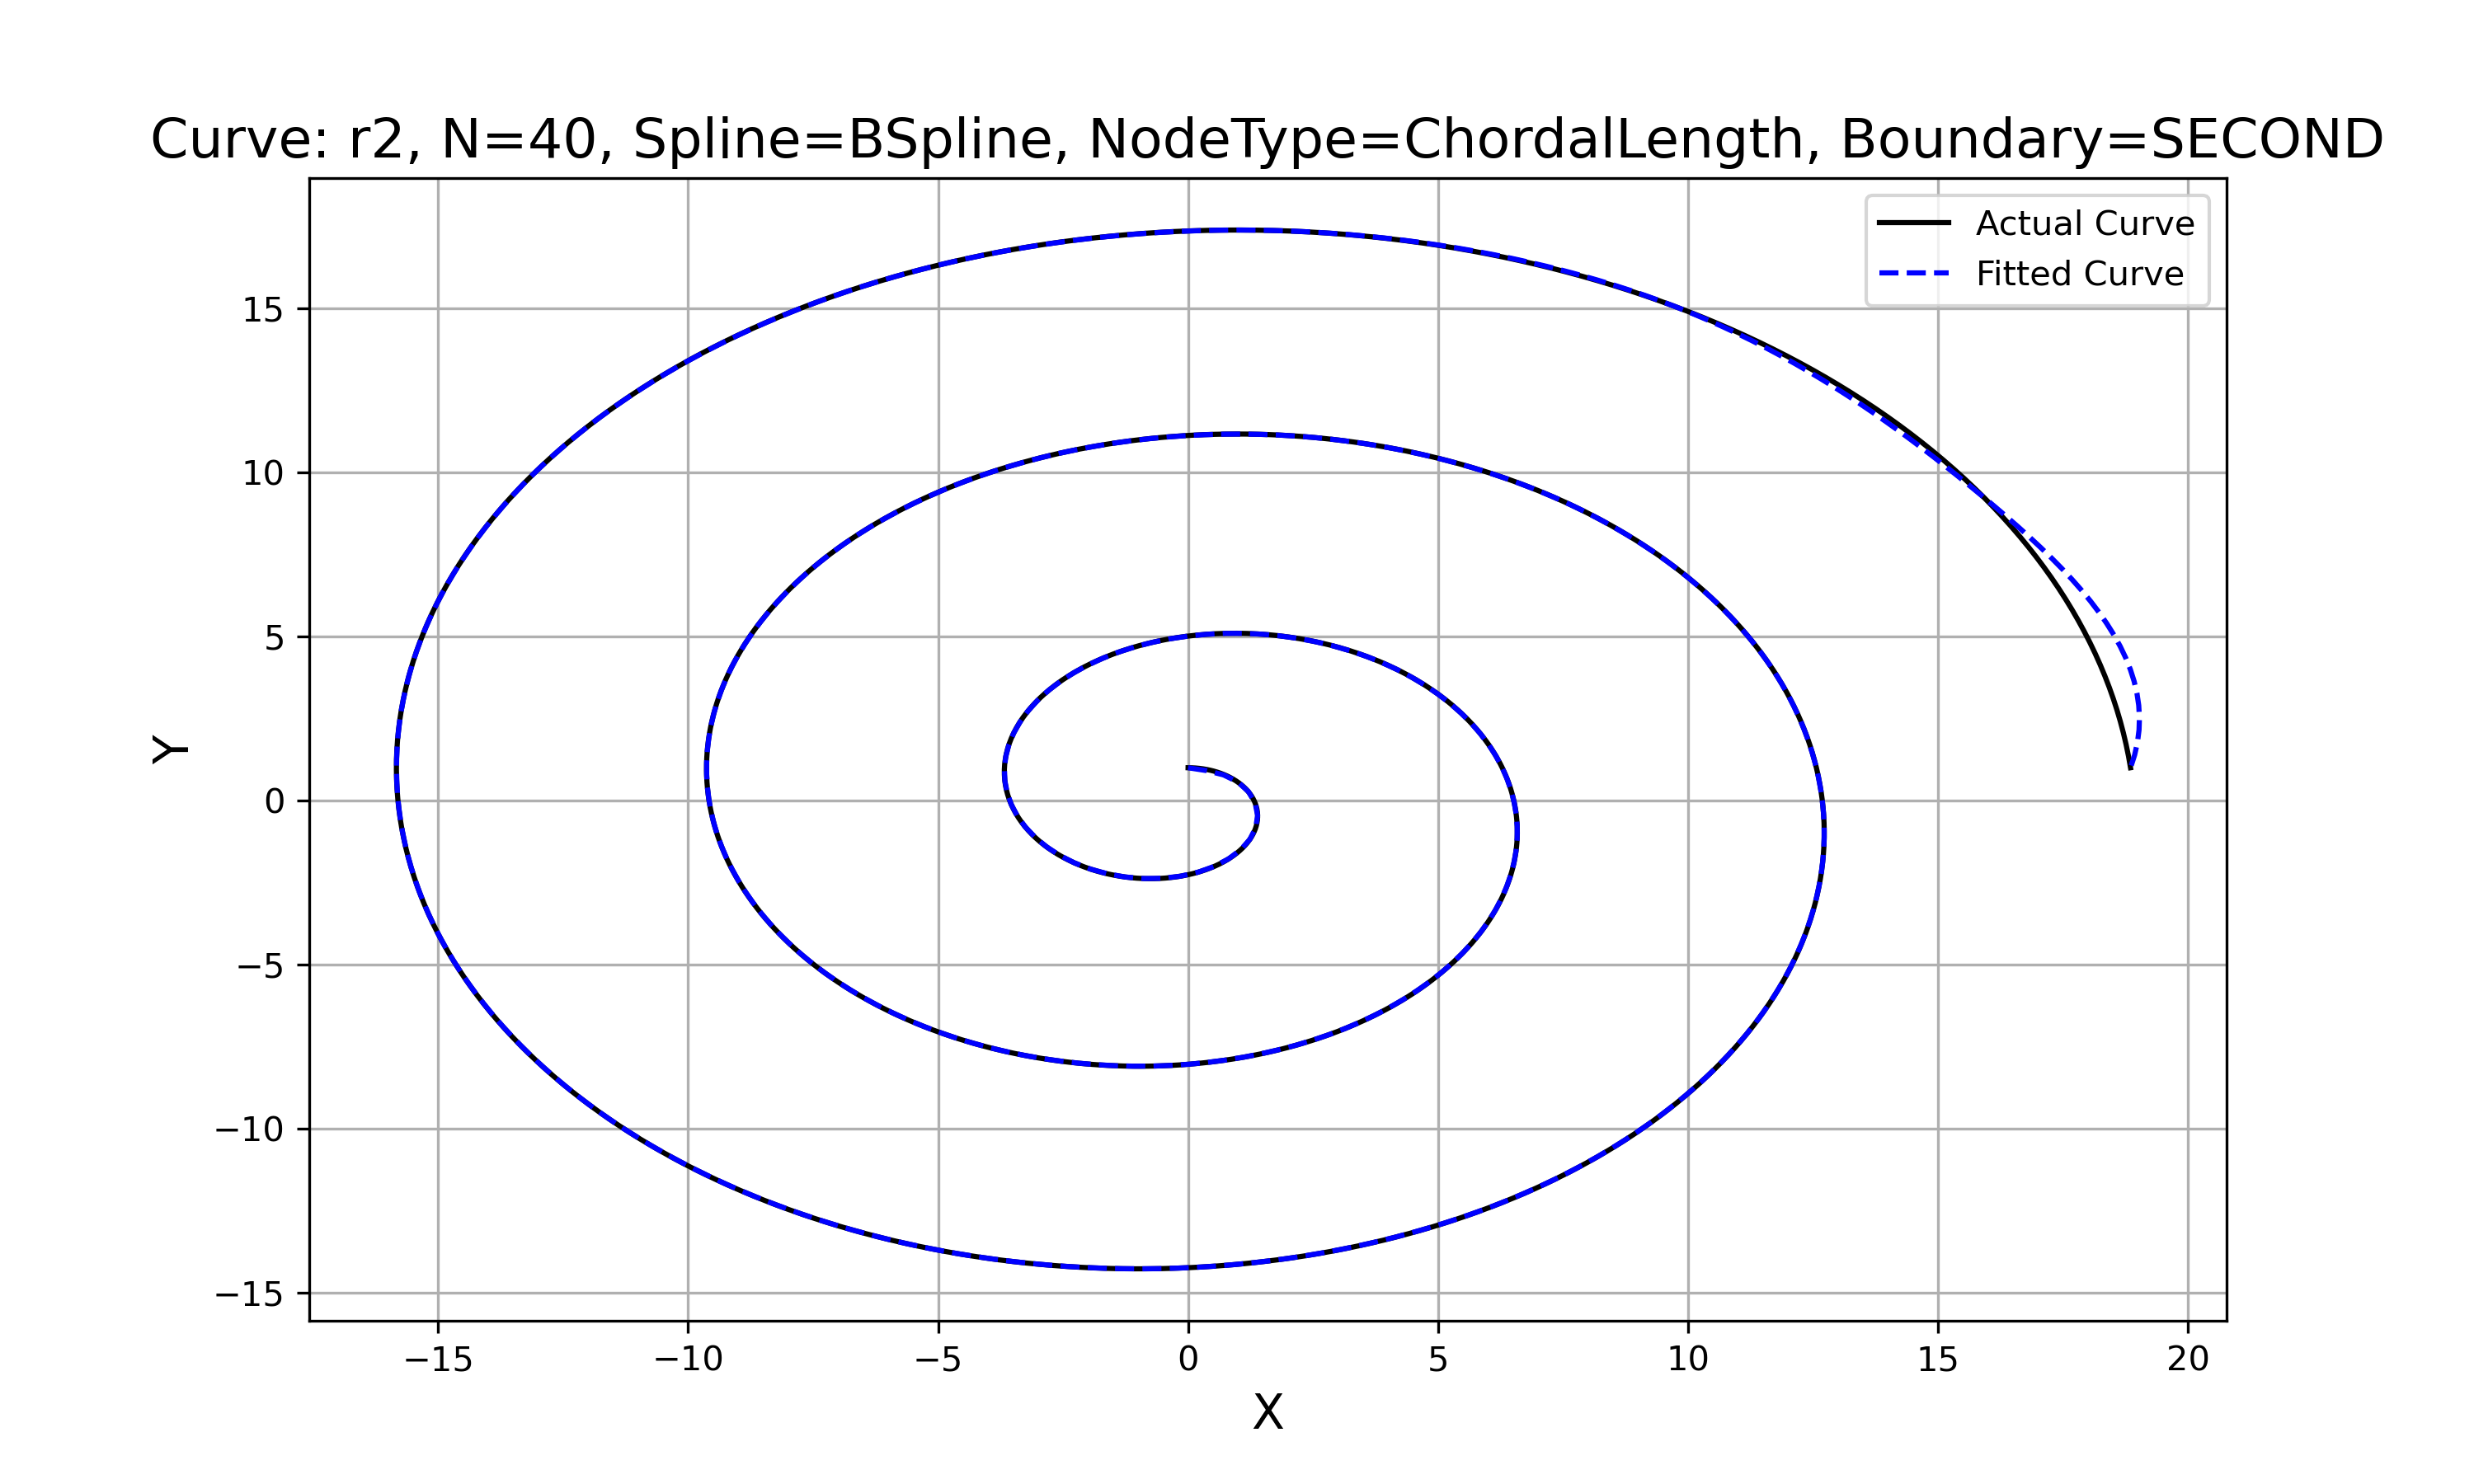 Curve: r2, N=40, Spline=BSpline, NodeType=ChordalLength, Boundary=SECOND
Actual Curve
Fitted Curve
15
10
5
0
−5
−10
−15
Y
−15 −10 −5 0 5 10 15 20
X